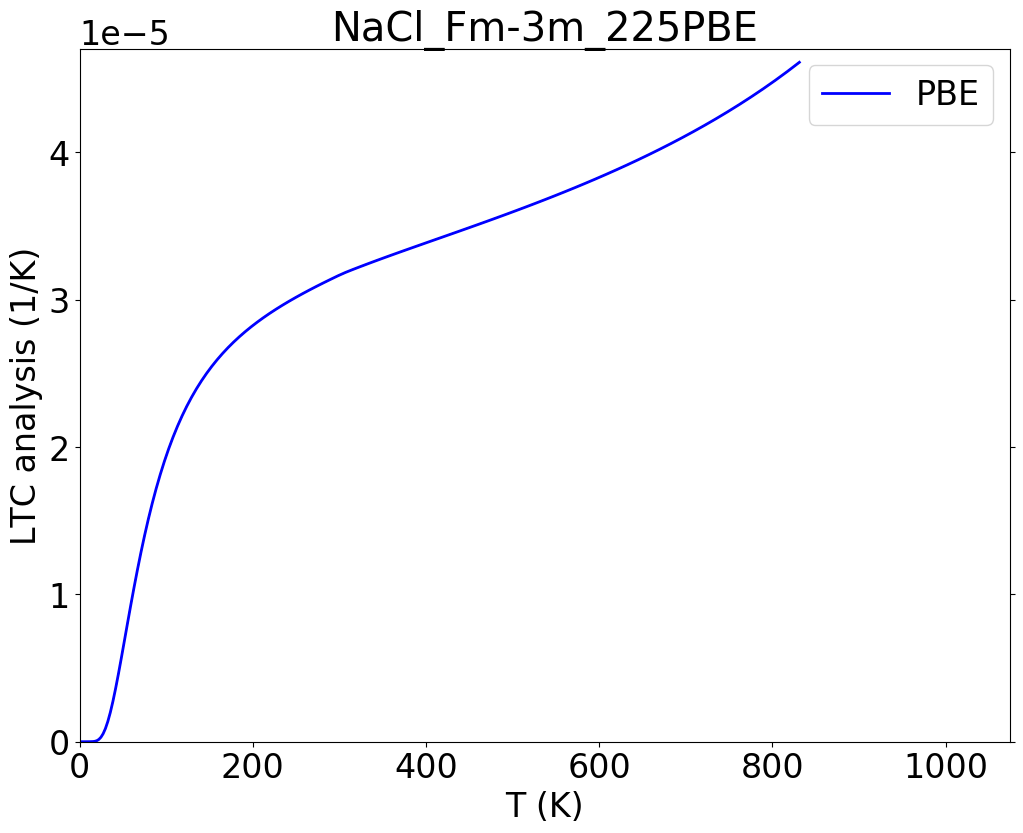 NaCl_Fm-3m_225PBE
1e−5
PBE
4
3
2
1
0
LTC analysis (1/K)
0 200 400 600 800 1000
T (K)